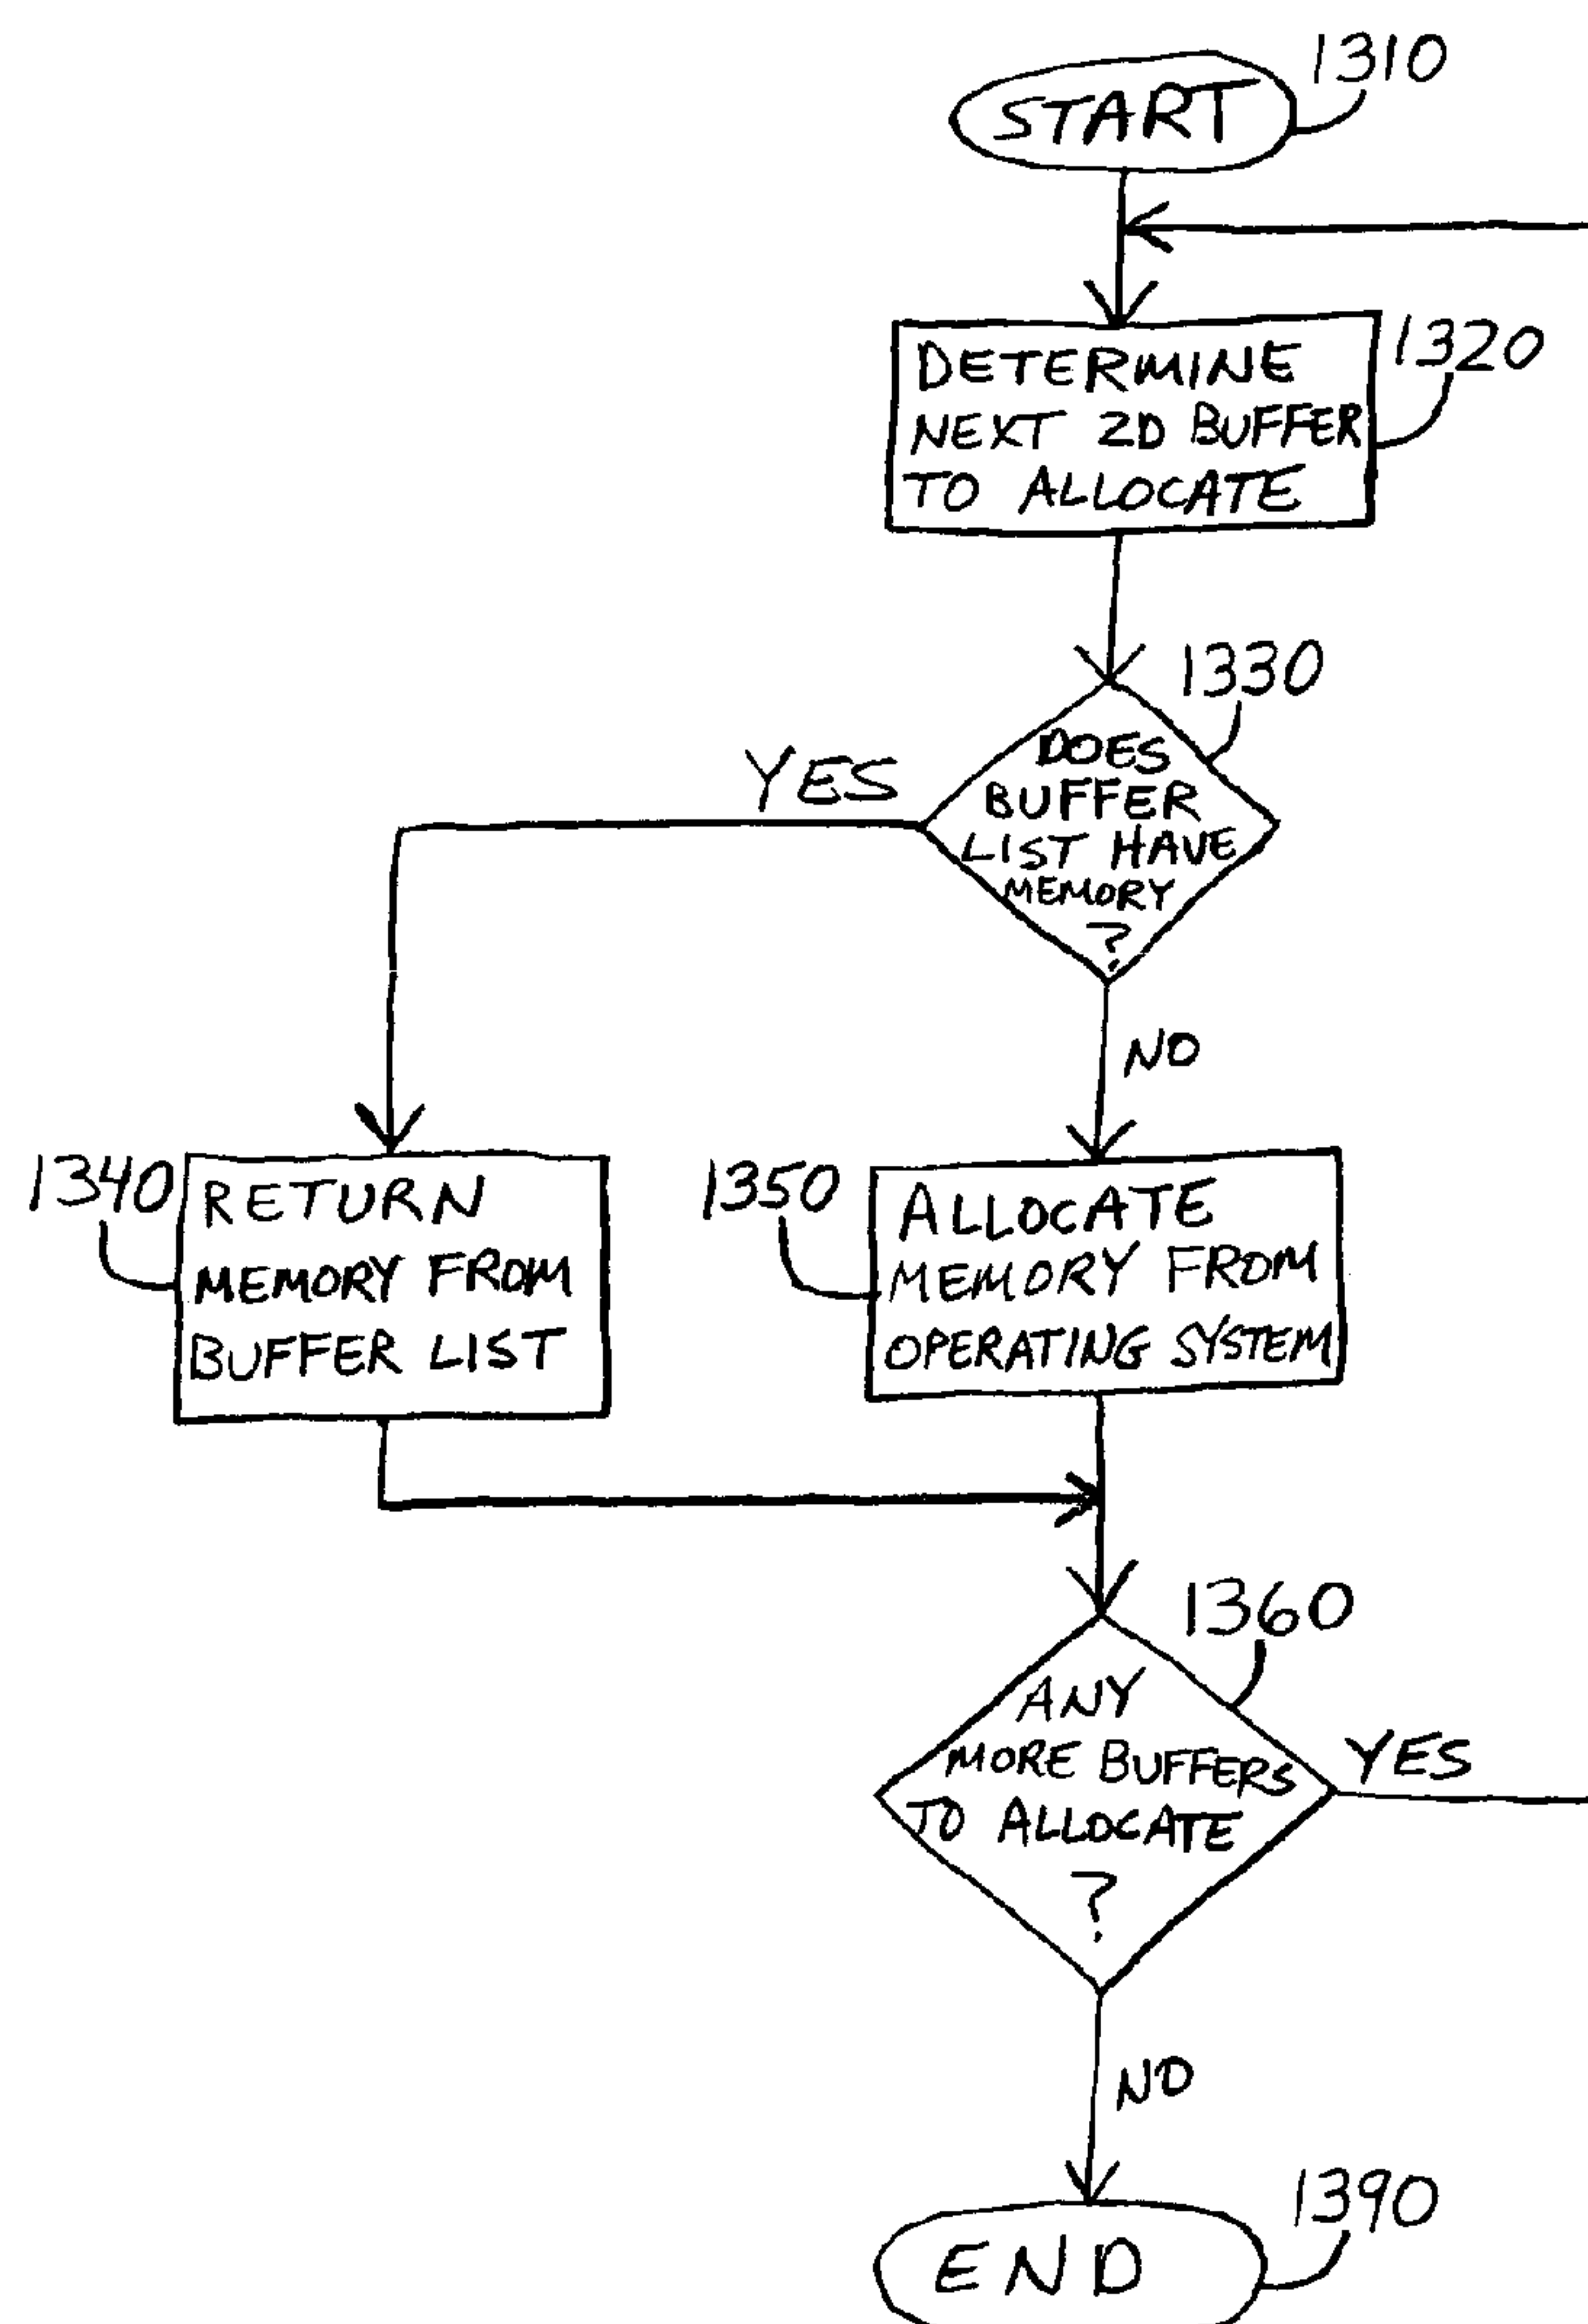 1310
START
1320
DETERMINE
NEXT 2D BUFFER
TO ALLOCATE
1330
DOES
BUFFER
LIST HAVE
MEMORY
?
YES
NO
1340
RETURN
MEMORY FROM
BUFFER LIST
1350
ALLOCATE
MEMORY FROM
OPERATING SYSTEM
1360
ANY
MORE BUFFERS
TO ALLOCATE
?
YES
NO
1390
END